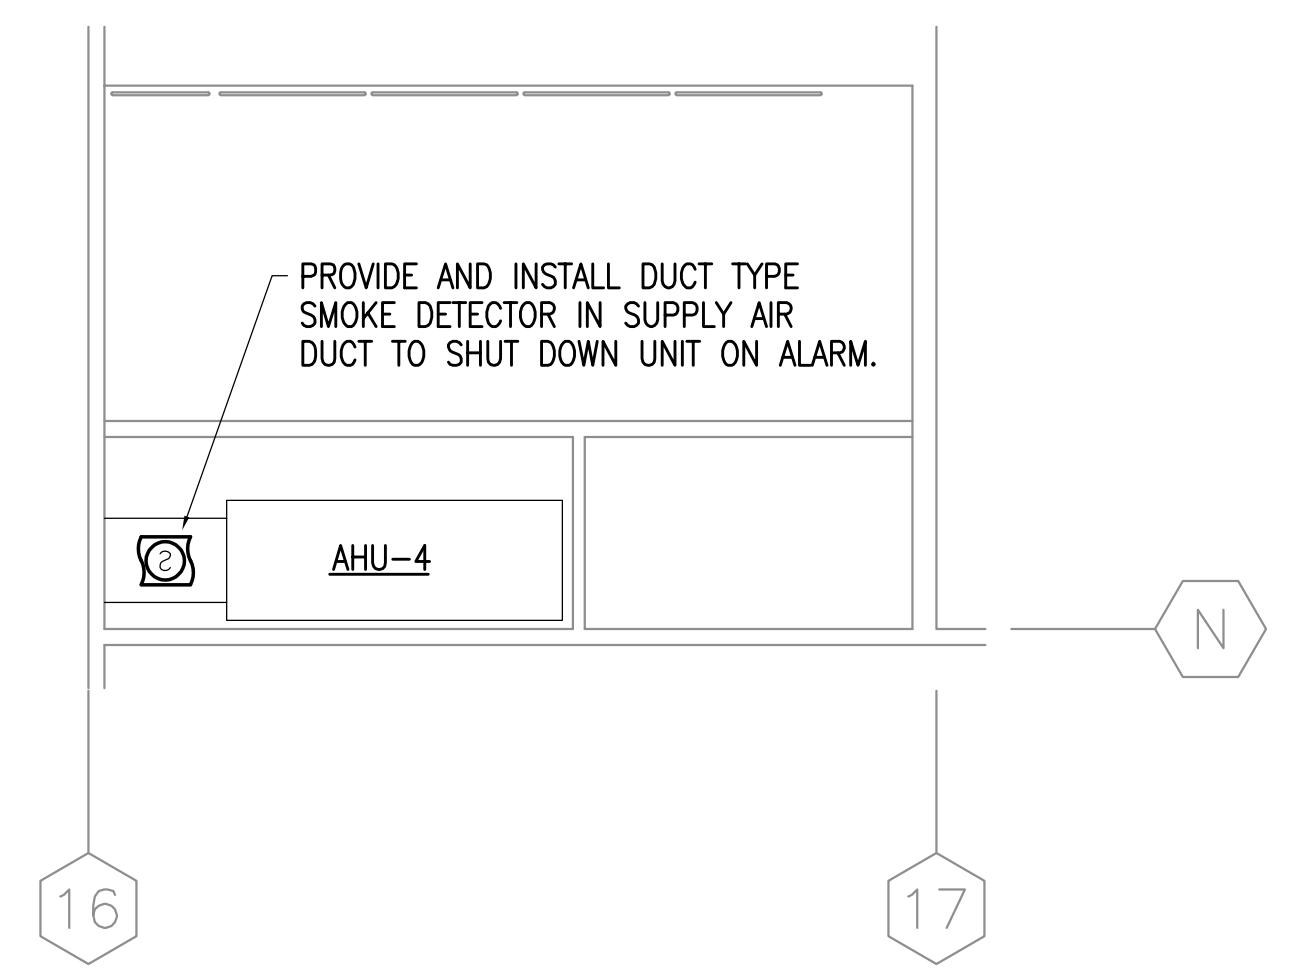 PROVIDE AND INSTALL DUCT TYPE
SMOKE DETECTOR IN SUPPLY AIR
DUCT TO SHUT DOWN UNIT ON ALARM.
S
AHU-4
N
16
17